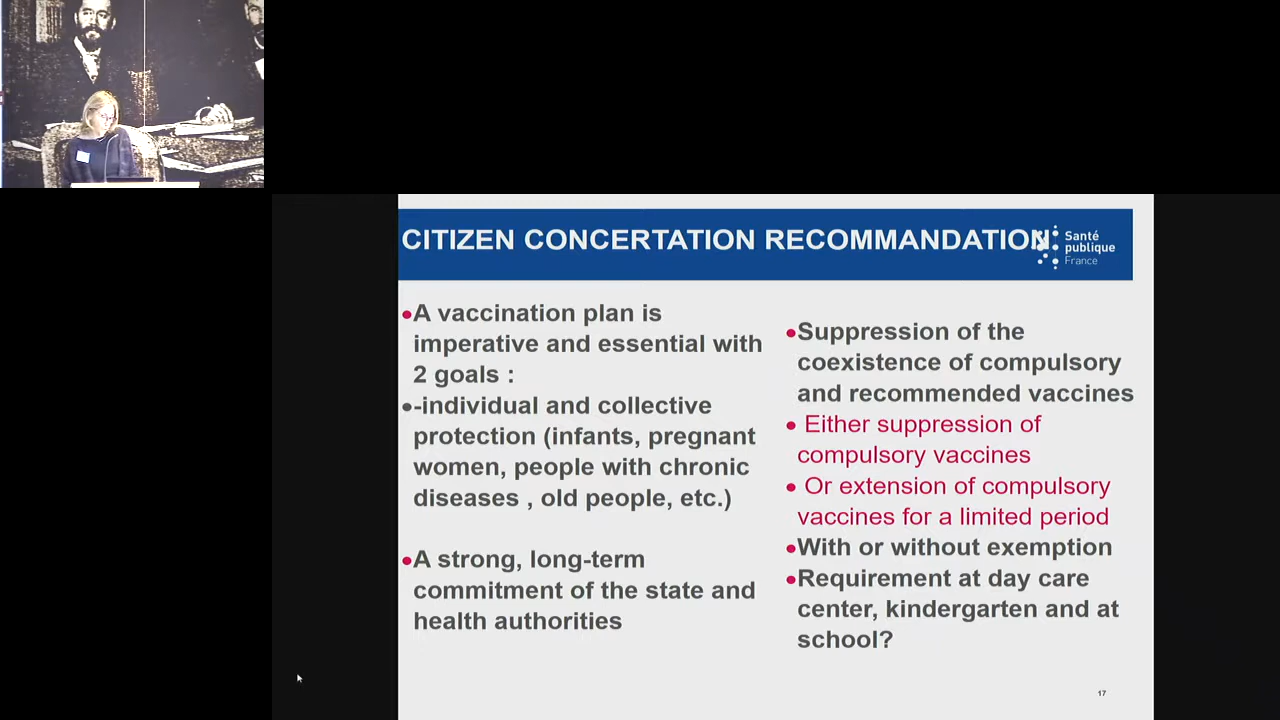 CITIZEN CONCERTATION RECOMMANDATION
Santé
publique
France
•A vaccination plan is
imperative and essential with
2 goals :
•-individual and collective
protection (infants, pregnant
women, people with chronic
diseases , old people, etc.)
•A strong, long-term
commitment of the state and
health authorities
•Suppression of the
coexistence of compulsory
and recommended vaccines
• Either suppression of
compulsory vaccines
• Or extension of compulsory
vaccines for a limited period
•With or without exemption
•Requirement at day care
center, kindergarten and at
school?
17